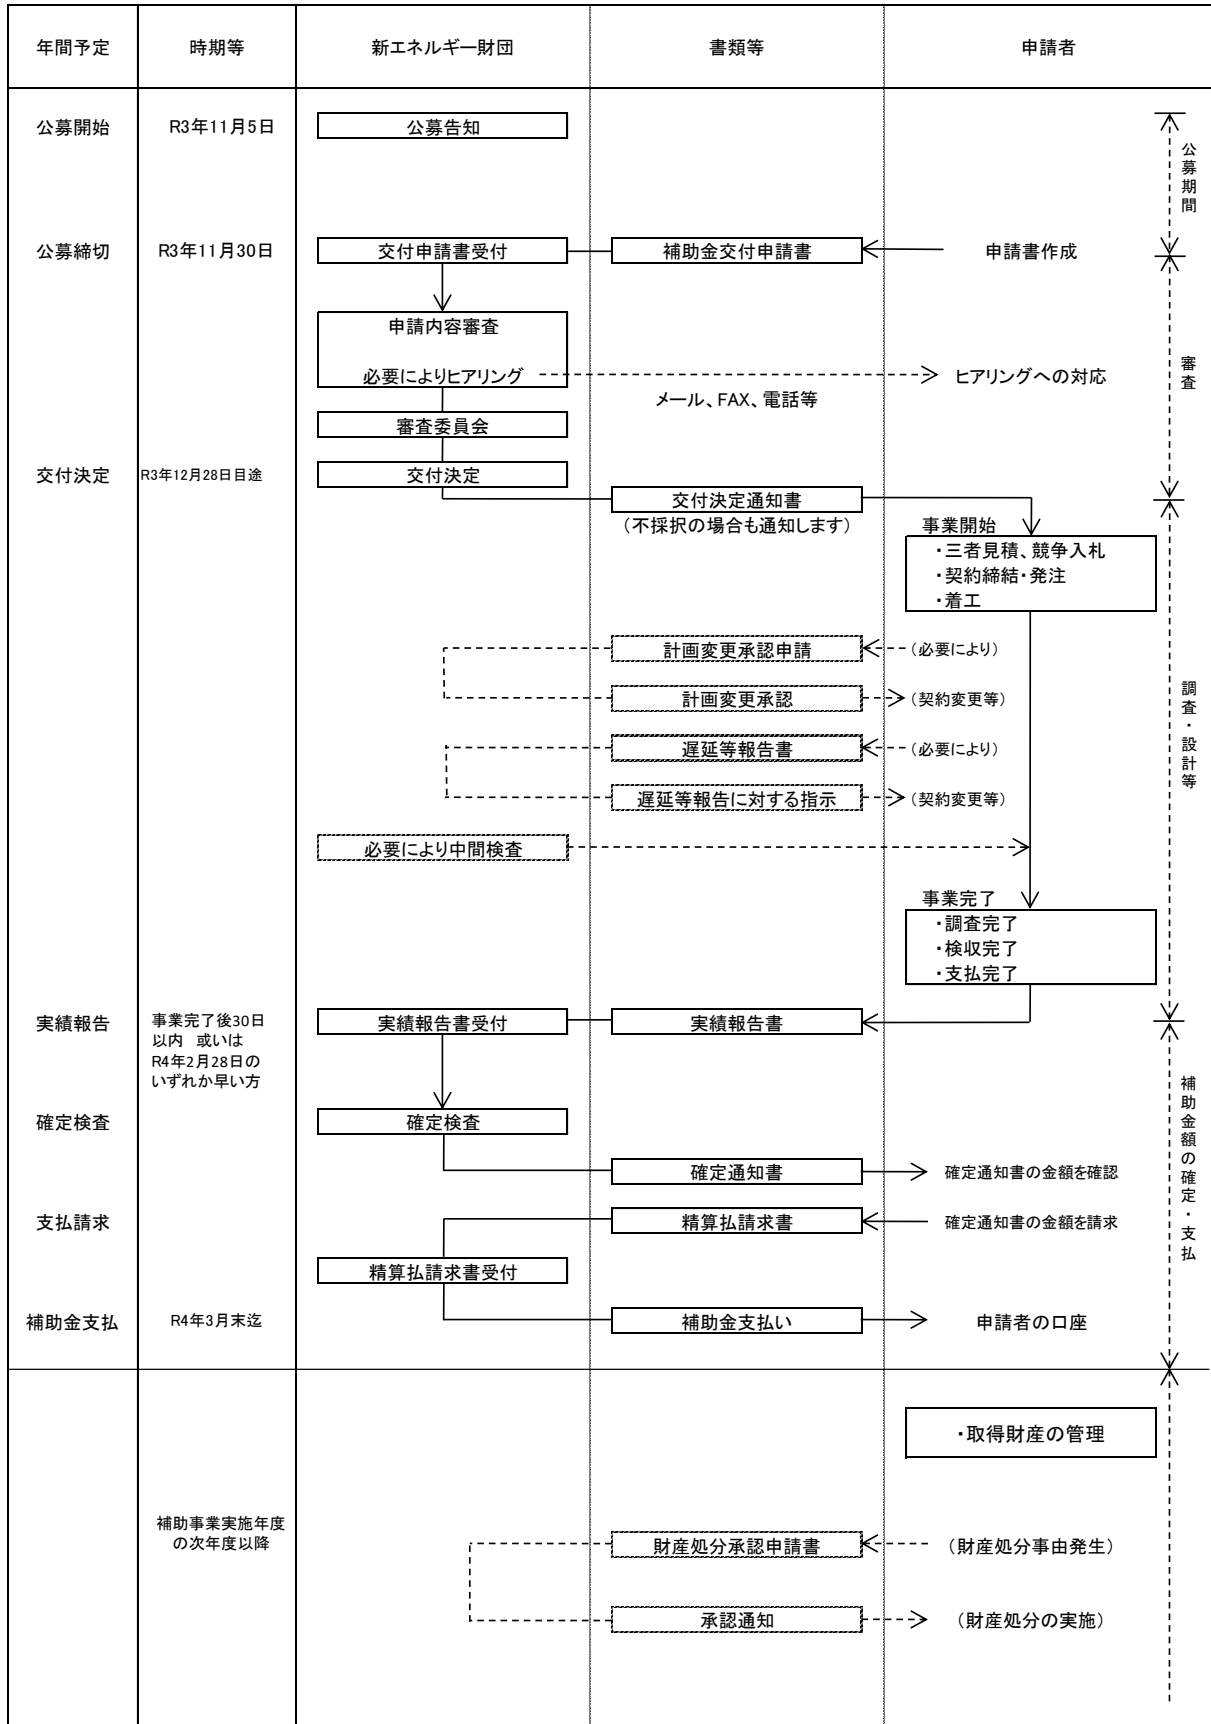 年間予定
時期等
新エネルギー財団
書類等
申請者
公募開始
R3年11月5日
公募告知
公募期間
公募締切
R3年11月30日
交付申請書受付
補助金交付申請書
申請書作成
申請内容審査
必要によりヒアリング
ヒアリングへの対応
メール、FAX、電話等
審査
審査委員会
交付決定
R3年12月28日目途
交付決定
交付決定通知書
(不採択の場合も通知します)
事業開始
・三者見積、競争入札
・契約締結・発注
・着工
計画変更承認申請
(必要により)
計画変更承認
(契約変更等)
遅延等報告書
(必要により)
遅延等報告に対する指示
(契約変更等)
調査・設計等
必要により中間検査
事業完了
・調査完了
・検収完了
・支払完了
実績報告
事業完了後30日
以内 或いは
R4年2月28日の
いずれか早い方
実績報告書受付
実績報告書
確定検査
確定検査
確定通知書
確定通知書の金額を確認
補助金額の確定・支払
支払請求
精算払請求書
確定通知書の金額を請求
精算払請求書受付
補助金支払
R4年3月末迄
補助金支払い
申請者の口座
・取得財産の管理
補助事業実施年度
の次年度以降
財産処分承認申請書
(財産処分事由発生)
承認通知
(財産処分の実施)